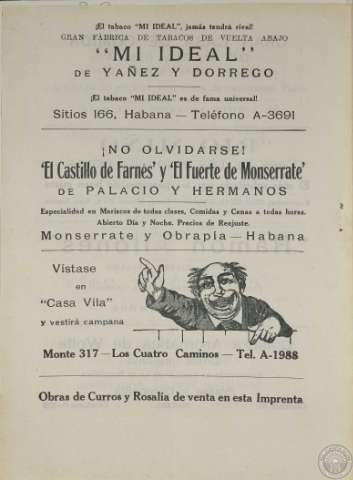 ¡El tabaco "MI IDEAL", jamás tendrá rival!
GRAN FÁBRICA DE TABACOS DE VUELTA ABAJO
"MI IDEAL"
DE YAÑEZ Y DORREGO
¡El tabaco "MI IDEAL" es de fama universal!
Sitios 166, Habana — Teléfono A-3691
¡NO OLVIDARSE!
'El Castillo de Farnés' y 'El Fuerte de Monserrate'
DE PALACIO Y HERMANOS
Especialidad en Mariscos de todas clases, Comidas y Cenas a todas horas.
Abierto Día y Noche. Precios de Reajuste.
Monserrate y Obrapía — Habana
Vístase
en
"Casa Vila"
y vestirá campana
Monte 317 — Los Cuatro Caminos — Tel. A-1988
Obras de Curros y Rosalía de venta en esta Imprenta